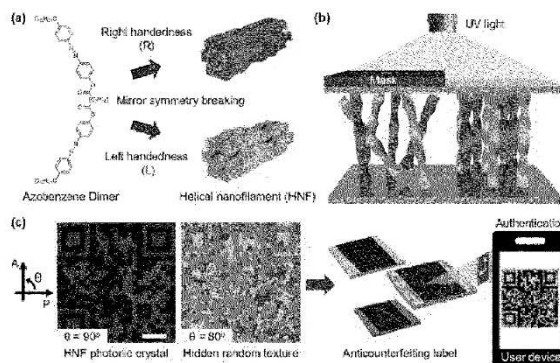 (a)
Right handedness
(R)
Mirror symmetry breaking
Left handedness
(L)
Azobenzene Dimer
Helical nanofilament (HNF)
(b)
UV light
Mask
(c)
A
θ
P
θ = 90°
θ = 80°
HNF photonic crystal
Hidden random texture
Anticounterfeiting label
Authentication
User device